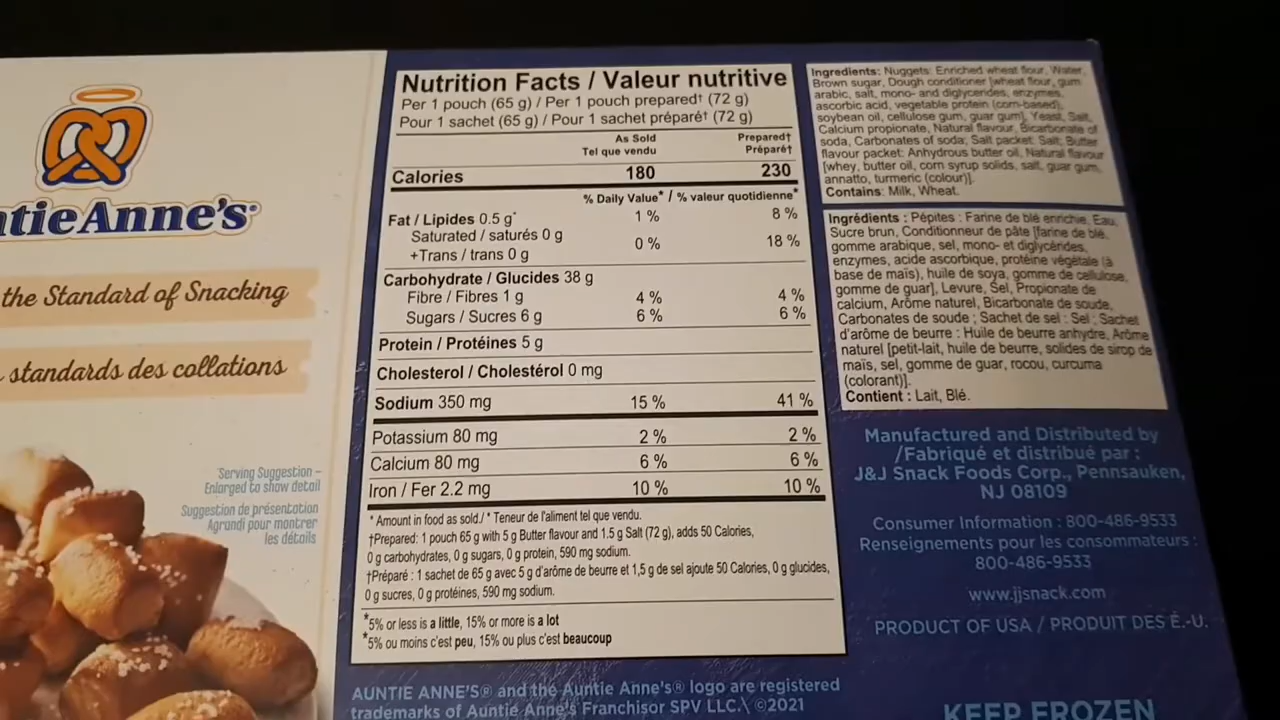 ntie Anne's
the Standard of Snacking
standards des collations
Serving Suggestion –
Enlarged to show detail
Suggestion de présentation
Agrandi pour montrer
les détails
Nutrition Facts / Valeur nutritive
Per 1 pouch (65 g) / Per 1 pouch prepared† (72 g)
Pour 1 sachet (65 g) / Pour 1 sachet préparé† (72 g)
As Sold Prepared†
Tel que vendu Préparé†
Calories 180 230
% Daily Value* / % valeur quotidienne*
Fat / Lipides 0.5 g* 1 % 8 %
Saturated / saturés 0 g
+Trans / trans 0 g 0 % 18 %
Carbohydrate / Glucides 38 g
Fibre / Fibres 1 g 4 % 4 %
Sugars / Sucres 6 g 6 % 6 %
Protein / Protéines 5 g
Cholesterol / Cholestérol 0 mg
Sodium 350 mg 15 % 41 %
Potassium 80 mg 2 % 2 %
Calcium 80 mg 6 % 6 %
Iron / Fer 2.2 mg 10 % 10 %
* Amount in food as sold / * Teneur de l'aliment tel que vendu.
†Prepared: 1 pouch 65 g with 5 g Butter flavour and 1.5 g Salt (72 g), adds 50 Calories,
0 g carbohydrates, 0 g sugars, 0 g protein, 590 mg sodium.
†Préparé : 1 sachet de 65 g avec 5 g d'arôme de beurre et 1,5 g de sel ajoute 50 Calories, 0 g glucides,
0 g sucres, 0 g protéines, 590 mg sodium.
*5% or less is a little, 15% or more is a lot
*5% ou moins c'est peu, 15% ou plus c'est beaucoup
AUNTIE ANNE'S® and the Auntie Anne's® logo are registered
trademarks of Auntie Anne's Franchisor SPV LLC. ©2021
Ingredients: Nuggets: Enriched wheat flour, Water,
Brown sugar, Dough conditioner [wheat flour, gum
arabic, salt, mono- and diglycerides, enzymes,
ascorbic acid, vegetable protein (corn-based),
soybean oil, cellulose gum, guar gum], Yeast, Salt,
Calcium propionate, Natural flavour, Bicarbonate of
soda, Carbonates of soda; Salt packet: Salt; Butter
flavour packet: Anhydrous butter oil, Natural flavour
[whey, butter oil, corn syrup solids, salt, guar gum,
annatto, turmeric (colour)].
Contains: Milk, Wheat.
Ingrédients : Pépites : Farine de blé enrichie, Eau,
Sucre brun, Conditionneur de pâte [farine de blé,
gomme arabique, sel, mono- et diglycérides,
enzymes, acide ascorbique, protéine végétale (à
base de maïs), huile de soya, gomme de cellulose,
gomme de guar], Levure, Sel, Propionate de
calcium, Arôme naturel, Bicarbonate de soude,
Carbonates de soude ; Sachet de sel : Sel ; Sachet
d'arôme de beurre : Huile de beurre anhydre, Arôme
naturel [petit-lait, huile de beurre, solides de sirop de
maïs, sel, gomme de guar, rocou, curcuma
(colorant)].
Contient : Lait, Blé.
Manufactured and Distributed by
/Fabriqué et distribué par :
J&J Snack Foods Corp., Pennsauken,
NJ 08109
Consumer Information : 800-486-9533
Renseignements pour les consommateurs :
800-486-9533
www.jjsnack.com
PRODUCT OF USA / PRODUIT DES É.-U.
KEEP FROZEN